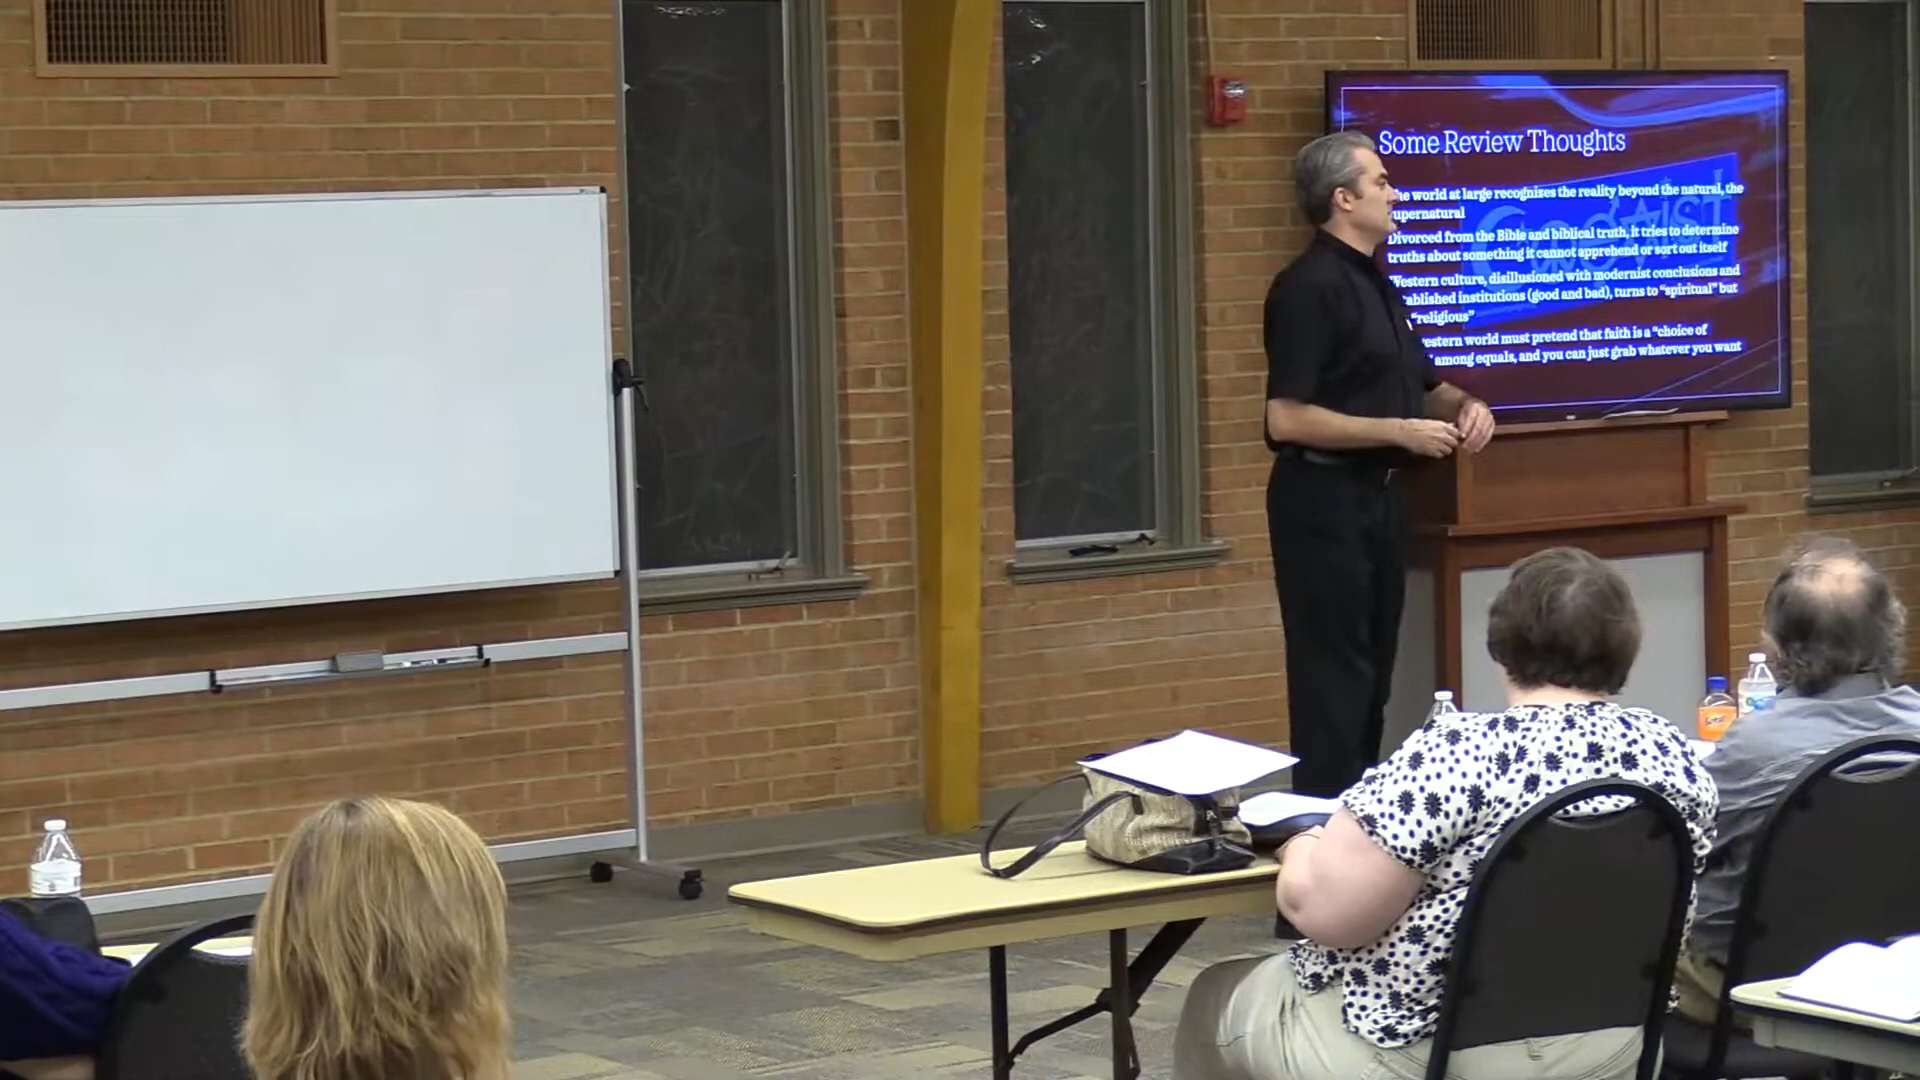 Some Review Thoughts
he world at large recognizes the reality beyond the natural, the
upernatural
Divorced from the Bible and biblical truth, it tries to determine
truths about something it cannot apprehend or sort out itself
Western culture, disillusioned with modernist conclusions and
tablished institutions (good and bad), turns to "spiritual" but
"religious"
estern world must pretend that faith is a "choice of
" among equals, and you can just grab whatever you want